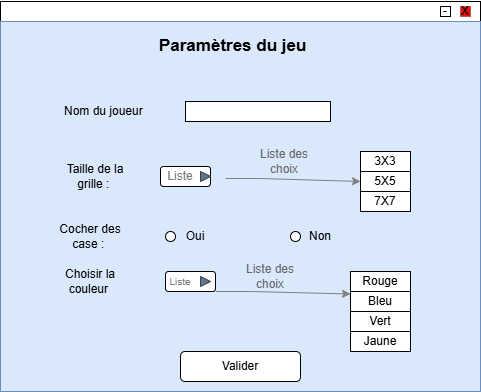 - X
Paramètres du jeu
Nom du joueur
Taille de la
grille :
Liste
Liste des
choix
3X3
5X5
7X7
Cocher des
case :
Oui
Non
Choisir la
couleur
Liste
Liste des
choix
Rouge
Bleu
Vert
Jaune
Valider